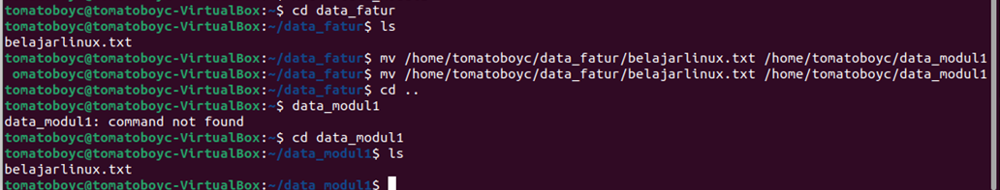 tomatoboyc@tomatoboyc-VirtualBox:~$ cd data_fatur
tomatoboyc@tomatoboyc-VirtualBox:~/data_fatur$ ls
belajarlinux.txt
tomatoboyc@tomatoboyc-VirtualBox:~/data_fatur$ mv /home/tomatoboyc/data_fatur/belajarlinux.txt /home/tomatoboyc/data_modul1
omatoboyc@tomatoboyc-VirtualBox:~/data_fatur$ mv /home/tomatoboyc/data_fatur/belajarlinux.txt /home/tomatoboyc/data_modul1
tomatoboyc@tomatoboyc-VirtualBox:~/data_fatur$ cd ..
tomatoboyc@tomatoboyc-VirtualBox:~$ data_modul1
data_modul1: command not found
tomatoboyc@tomatoboyc-VirtualBox:~$ cd data_modul1
tomatoboyc@tomatoboyc-VirtualBox:~/data_modul1$ ls
belajarlinux.txt
tomatoboyc@tomatoboyc-VirtualBox:~/data_modul1$